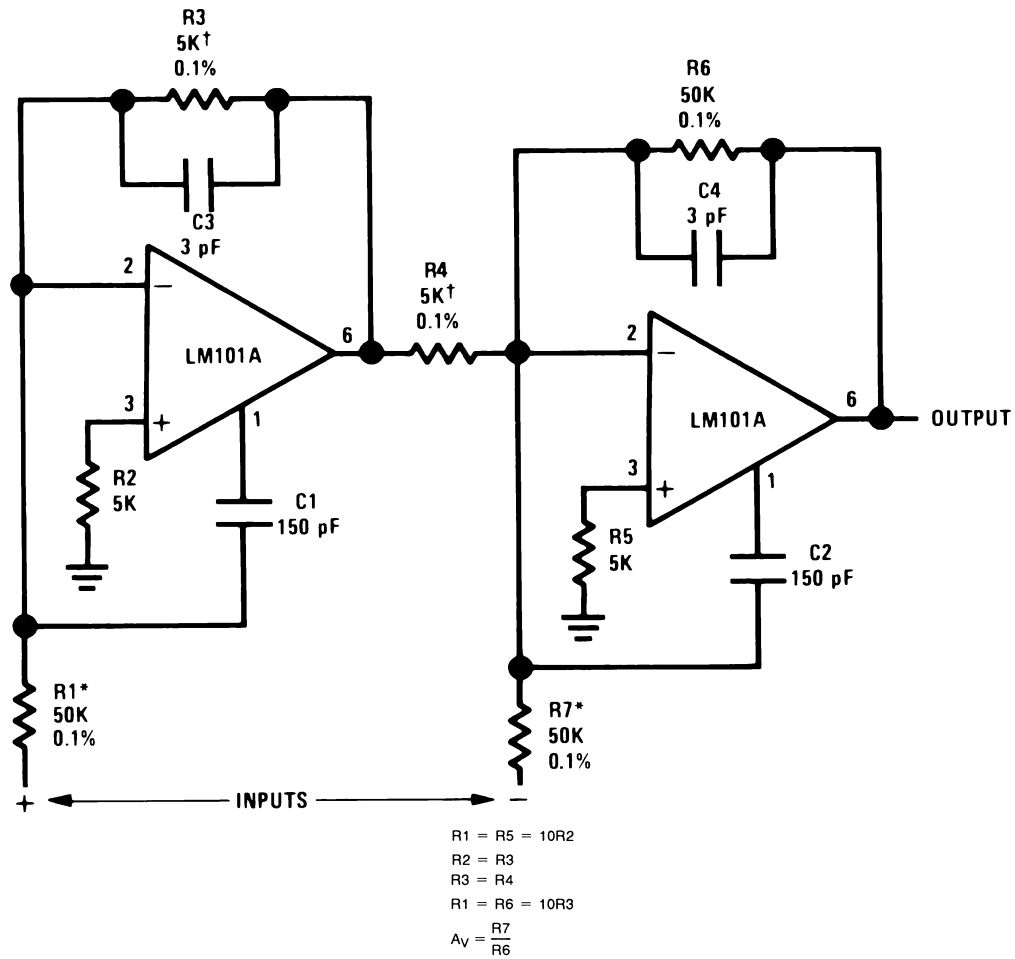 R3
5K†
0.1%
C3
3 pF
2
−
LM101A
6
3
+
1
R2
5K
C1
150 pF
R1*
50K
0.1%
+
INPUTS
R4
5K†
0.1%
R6
50K
0.1%
C4
3 pF
2
−
LM101A
6
OUTPUT
3
+
1
R5
5K
C2
150 pF
R7*
50K
0.1%
−
R1 = R5 = 10R2
R2 = R3
R3 = R4
R1 = R6 = 10R3
AV = R7
R6